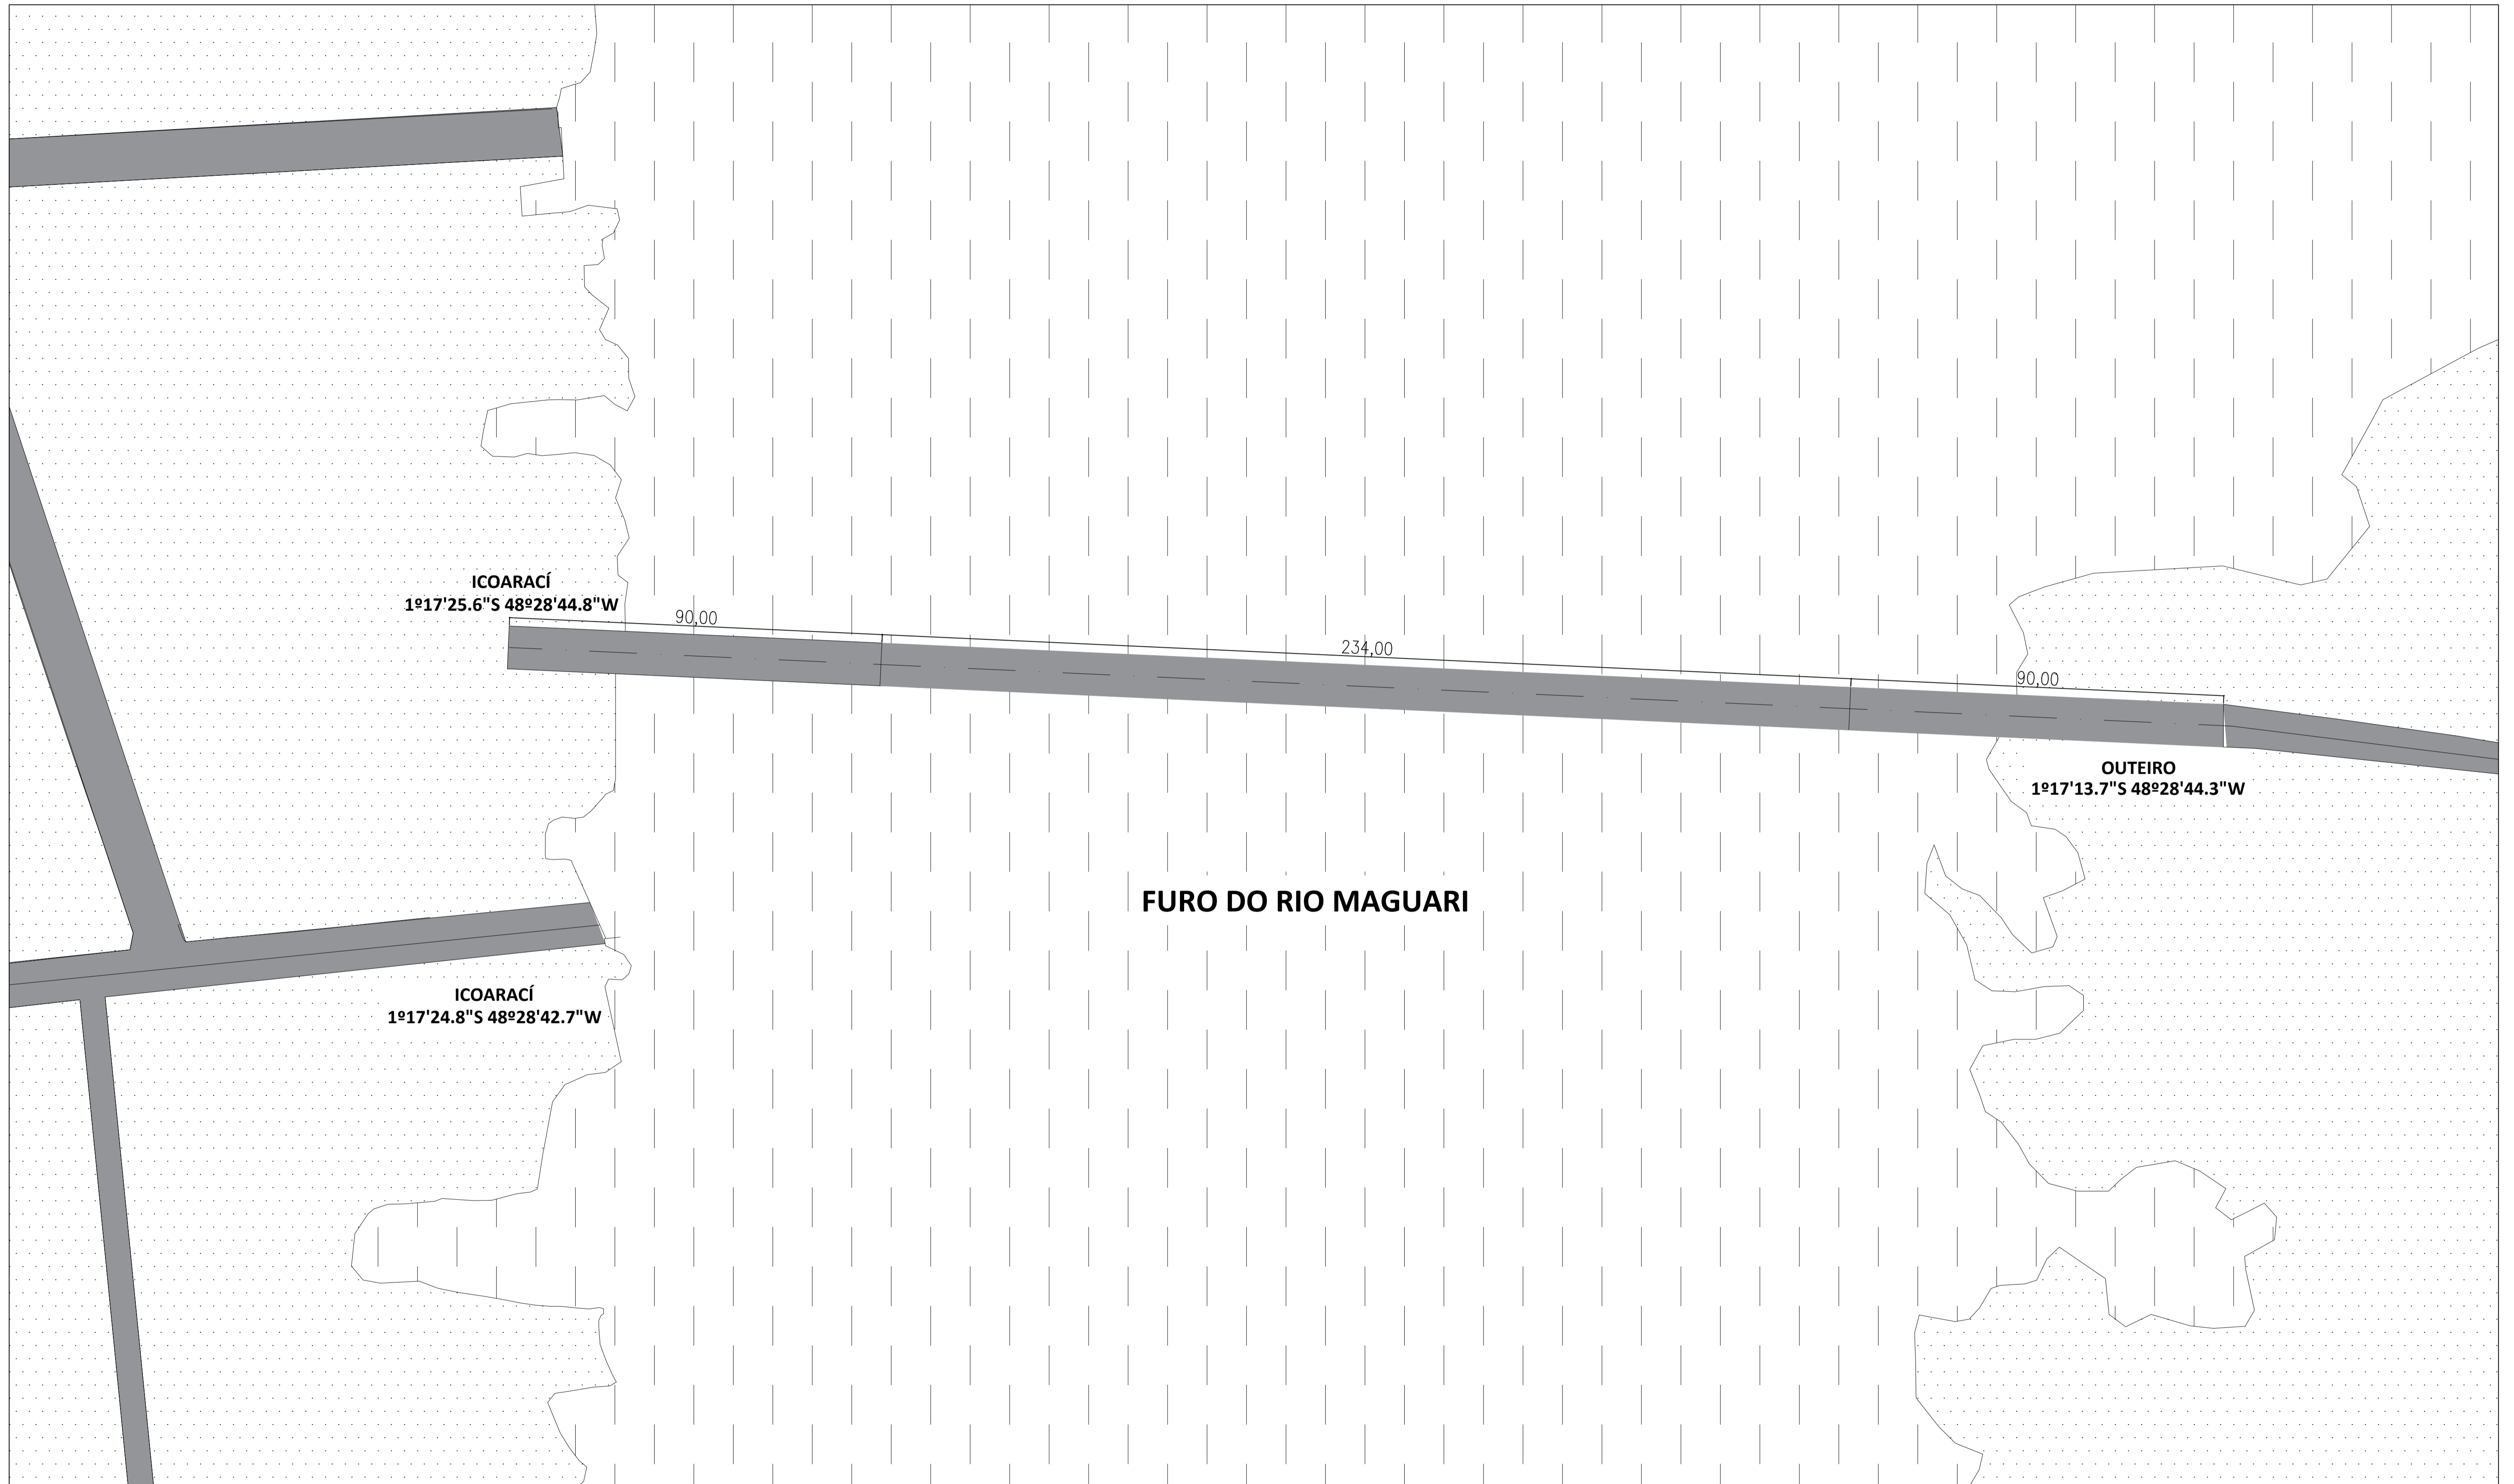 ICOARACÍ
1º17'25.6"S 48º28'44.8"W
90,00
234,00
90,00
OUTEIRO
1º17'13.7"S 48º28'44.3"W
FURO DO RIO MAGUARI
ICOARACÍ
1º17'24.8"S 48º28'42.7"W